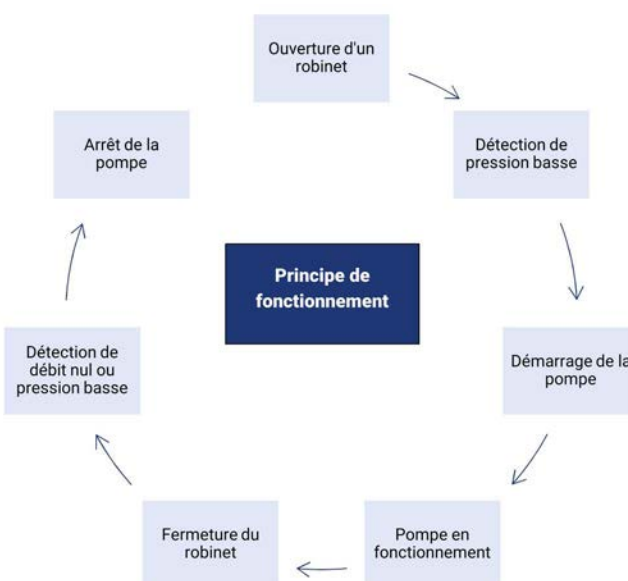 Ouverture d'un
robinet
Détection de
pression basse
Démarrage de la
pompe
Pompe en
fonctionnement
Fermeture du
robinet
Détection de
débit nul ou
pression basse
Arrêt de la
pompe
Principe de
fonctionnement